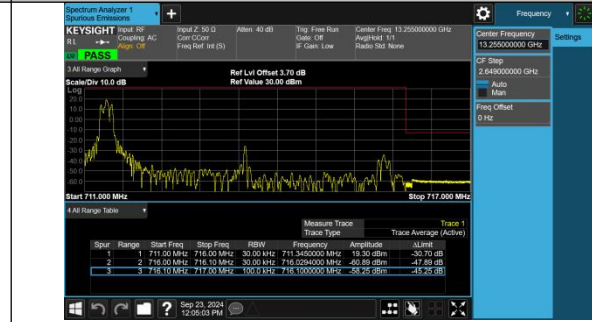 Spectrum Analyzer 1
Spurious Emissions
+
Frequency
KEYSIGHT Input: RF Input Z: 50 Ω Atten: 40 dB Trig: Free Run Center Freq: 13.255000000 GHz
RL Coupling: AC Corr CCorr Gate: Off Avg|Hold: 1/1
Align: Off Freq Ref: Int (S) IF Gain: Low Radio Std: None
PASS
Center Frequency
13.255000000 GHz
Settings
CF Step
2.649000000 GHz
Auto
Man
Freq Offset
0 Hz
3 All Range Graph
Ref Lvl Offset 3.70 dB
Scale/Div 10.0 dB Ref Value 30.00 dBm
Log
20.0
10.0
0.00
-10.0
-20.0
-30.0
-40.0
-50.0
-60.0
Start 711.000 MHz Stop 717.000 MHz
4 All Range Table
Measure Trace Trace 1
Trace Type Trace Average (Active)
Spur Range Start Freq Stop Freq RBW Frequency Amplitude ΔLimit
1 1 711.00 MHz 716.00 MHz 30.00 kHz 711.3450000 MHz 19.30 dBm -30.70 dB
2 2 716.00 MHz 716.10 MHz 30.00 kHz 716.0294000 MHz -60.89 dBm -47.89 dB
3 3 716.10 MHz 717.00 MHz 100.0 kHz 716.1000000 MHz -58.25 dBm -45.25 dB
?
Sep 23, 2024
12:05:03 PM